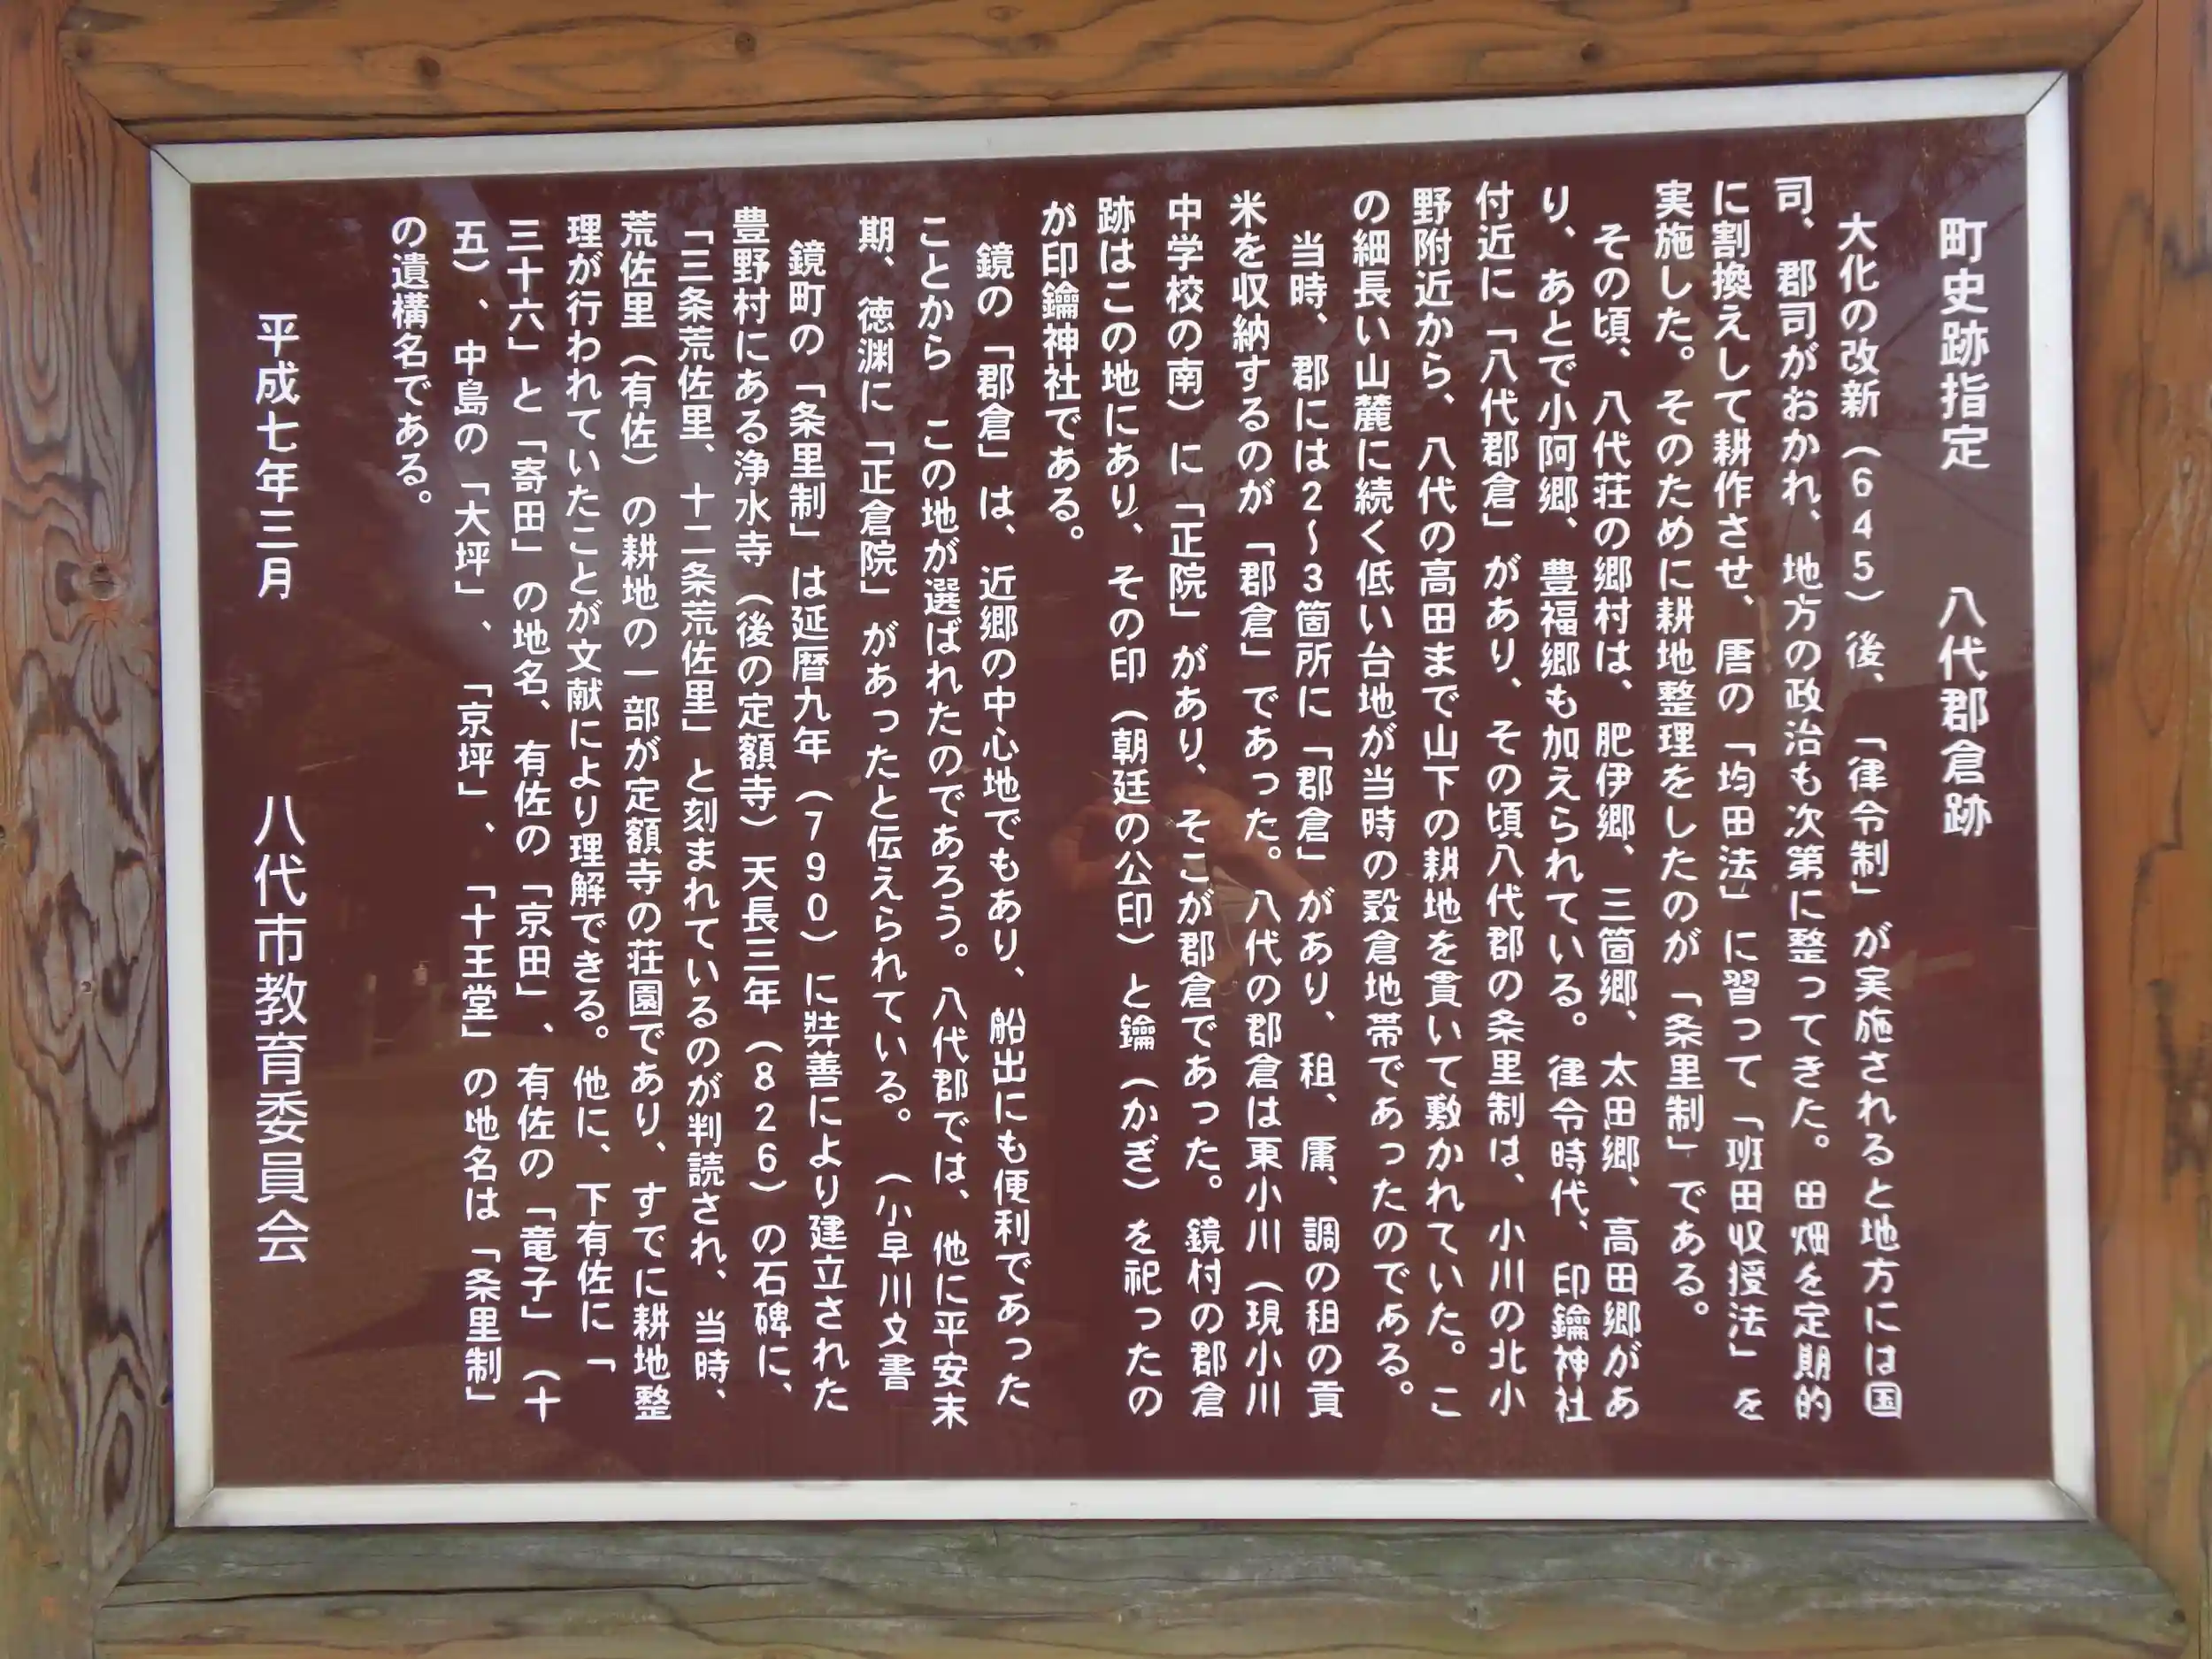 町史跡指定　　八代郡倉跡
大化の改新（645）後、「律令制」が実施されると地方には国
司、郡司がおかれ、地方の政治も次第に整ってきた。田畑を定期的
に割換えして耕作させ、唐の「均田法」に習って「班田収授法」を
実施した。そのために耕地整理をしたのが「条里制」である。
その頃、八代荘の郷村は、肥伊郷、三箇郷、太田郷、高田郷があ
り、あとで小阿郷、豊福郷も加えられている。律令時代、印鑰神社
付近に「八代郡倉」があり、その頃八代郡の条里制は、小川の北小
野附近から、八代の高田まで山下の耕地を貫いて敷かれていた。こ
の細長い山麓に続く低い台地が当時の穀倉地帯であったのである。
当時、郡には2〜3箇所に「郡倉」があり、租、庸、調の租の貢
米を収納するのが「郡倉」であった。八代の郡倉は東小川（現小川
中学校の南）に「正院」があり、そこが郡倉であった。鏡村の郡倉
跡はこの地にあり、その印（朝廷の公印）と鑰（かぎ）を祀ったの
が印鑰神社である。
鏡の「郡倉」は、近郷の中心地でもあり、船出にも便利であった
ことから　この地が選ばれたのであろう。八代郡では、他に平安末
期、徳渕に「正倉院」があったと伝えられている。（小早川文書
鏡町の「条里制」は延暦九年（790）に弉善により建立された
豊野村にある浄水寺（後の定額寺）天長三年（826）の石碑に、
「三条荒佐里、十二条荒佐里」と刻まれているのが判読され、当時、
荒佐里（有佐）の耕地の一部が定額寺の荘園であり、すでに耕地整
理が行われていたことが文献により理解できる。他に、下有佐に「
三十六」と「寄田」の地名、有佐の「京田」、有佐の「竜子」（十
五）、中島の「大坪」、「京坪」、「十王堂」の地名は「条里制」
の遺構名である。
平成七年三月　　　八代市教育委員会